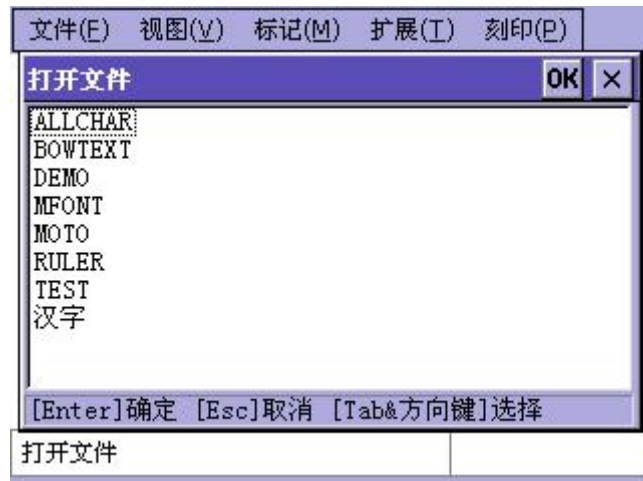 文件(F) 视图(V) 标记(M) 扩展(T) 刻印(P)
打开文件 OK ×
ALLCHAR
BOWTEXT
DEMO
MFONT
MOTO
RULER
TEST
汉字
[Enter]确定 [Esc]取消 [Tab&方向键]选择
打开文件